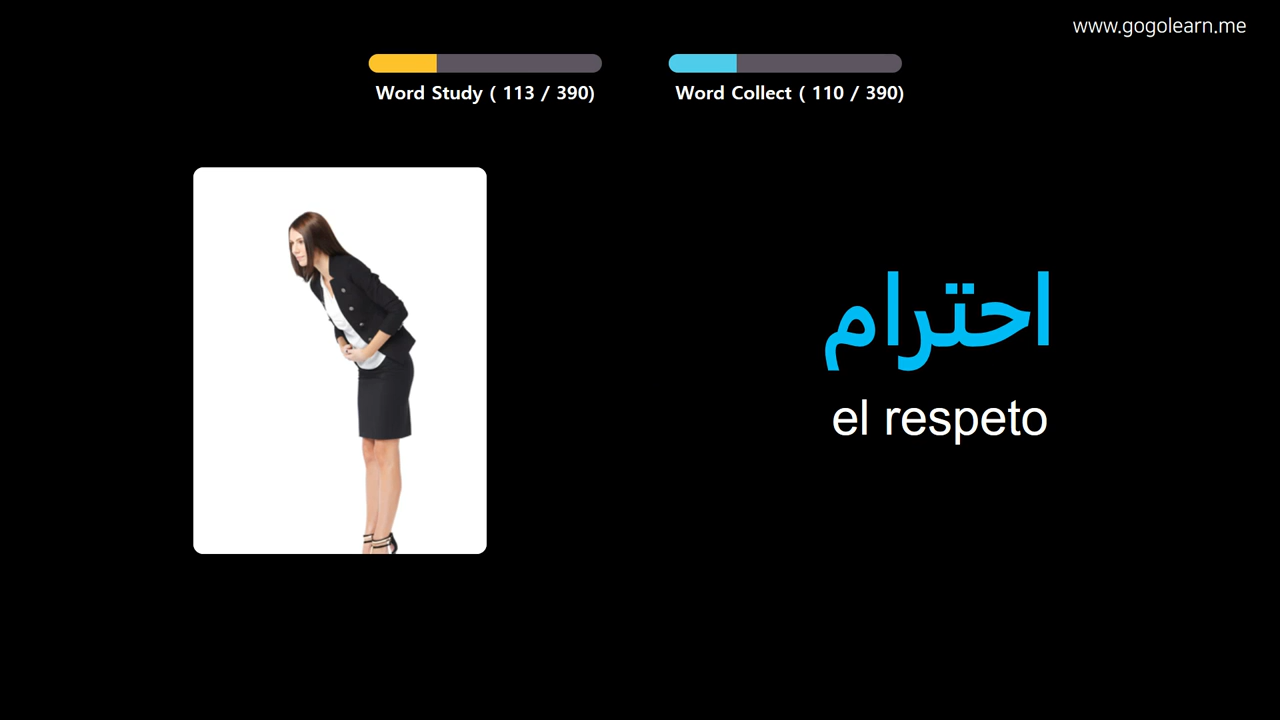 www.gogolearn.me
Word Study ( 113 / 390)
Word Collect ( 110 / 390)
احترام
el respeto